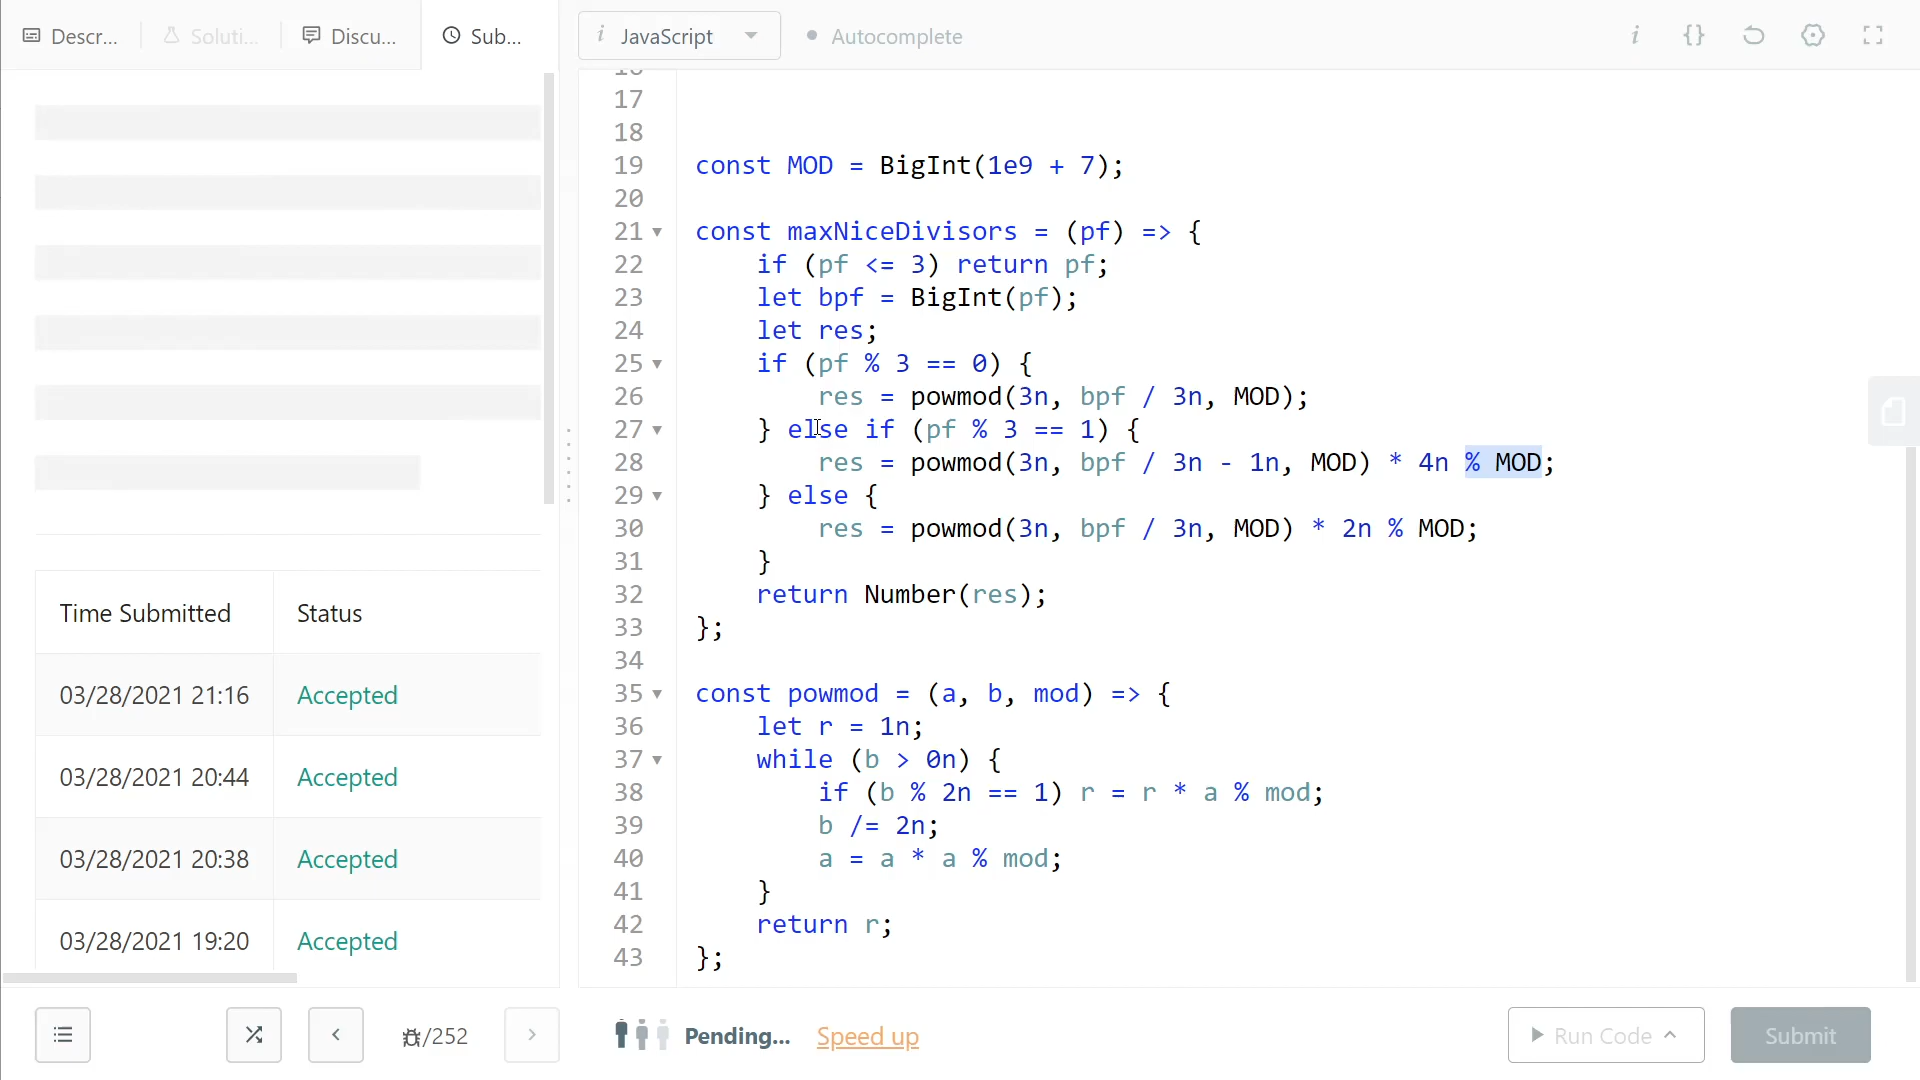 Descr...
Soluti...
Discu...
Sub...
i JavaScript
Autocomplete
i {}
17
18
19 const MOD = BigInt(1e9 + 7);
20
21 const maxNiceDivisors = (pf) => {
22 if (pf <= 3) return pf;
23 let bpf = BigInt(pf);
24 let res;
25 if (pf % 3 == 0) {
26 res = powmod(3n, bpf / 3n, MOD);
27 } else if (pf % 3 == 1) {
28 res = powmod(3n, bpf / 3n - 1n, MOD) * 4n % MOD;
29 } else {
30 res = powmod(3n, bpf / 3n, MOD) * 2n % MOD;
31 }
32 return Number(res);
33 };
34
35 const powmod = (a, b, mod) => {
36 let r = 1n;
37 while (b > 0n) {
38 if (b % 2n == 1) r = r * a % mod;
39 b /= 2n;
40 a = a * a % mod;
41 }
42 return r;
43 };
Time Submitted Status
03/28/2021 21:16 Accepted
03/28/2021 20:44 Accepted
03/28/2021 20:38 Accepted
03/28/2021 19:20 Accepted
/252
Pending...
Speed up
Run Code
Submit